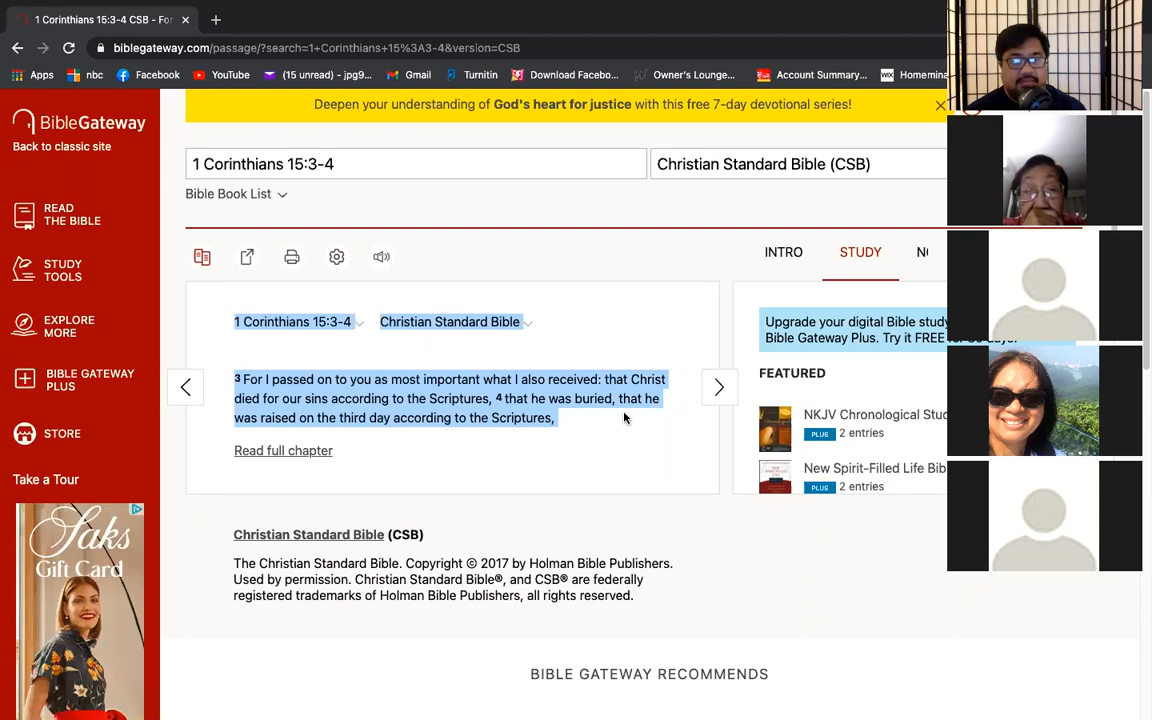 1 Corinthians 15:3-4 CSB - For
biblegateway.com/passage/?search=1+Corinthians+15%3A3-4&version=CSB
Apps nbc Facebook YouTube (15 unread) - jpg9... Gmail Turnitin Download Facebo... Owner's Lounge... Account Summary... WIX Homemina
Deepen your understanding of God's heart for justice with this free 7-day devotional series!
BibleGateway
Back to classic site
1 Corinthians 15:3-4 Christian Standard Bible (CSB)
Bible Book List
READ
THE BIBLE
STUDY
TOOLS
EXPLORE
MORE
BIBLE GATEWAY
PLUS
STORE
Take a Tour
Saks
Gift Card
INTRO STUDY
1 Corinthians 15:3-4 Christian Standard Bible
3 For I passed on to you as most important what I also received: that Christ
died for our sins according to the Scriptures, 4 that he was buried, that he
was raised on the third day according to the Scriptures,
Read full chapter
Upgrade your digital Bible study
Bible Gateway Plus. Try it FREE
FEATURED
NKJV Chronological Stud
PLUS 2 entries
New Spirit-Filled Life Bib
PLUS 2 entries
Christian Standard Bible (CSB)
The Christian Standard Bible. Copyright © 2017 by Holman Bible Publishers.
Used by permission. Christian Standard Bible®, and CSB® are federally
registered trademarks of Holman Bible Publishers, all rights reserved.
BIBLE GATEWAY RECOMMENDS